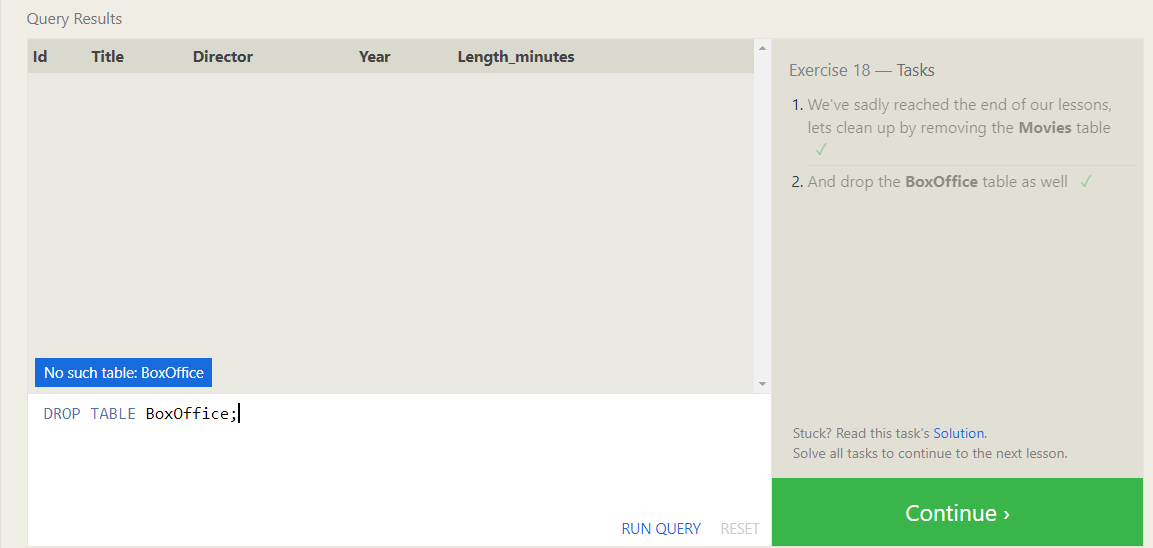 Query Results
Id Title Director Year Length_minutes
No such table: BoxOffice
DROP TABLE BoxOffice;
RUN QUERY RESET
Exercise 18 — Tasks
1. We've sadly reached the end of our lessons,
lets clean up by removing the Movies table
✓
2. And drop the BoxOffice table as well ✓
Stuck? Read this task's Solution.
Solve all tasks to continue to the next lesson.
Continue ›